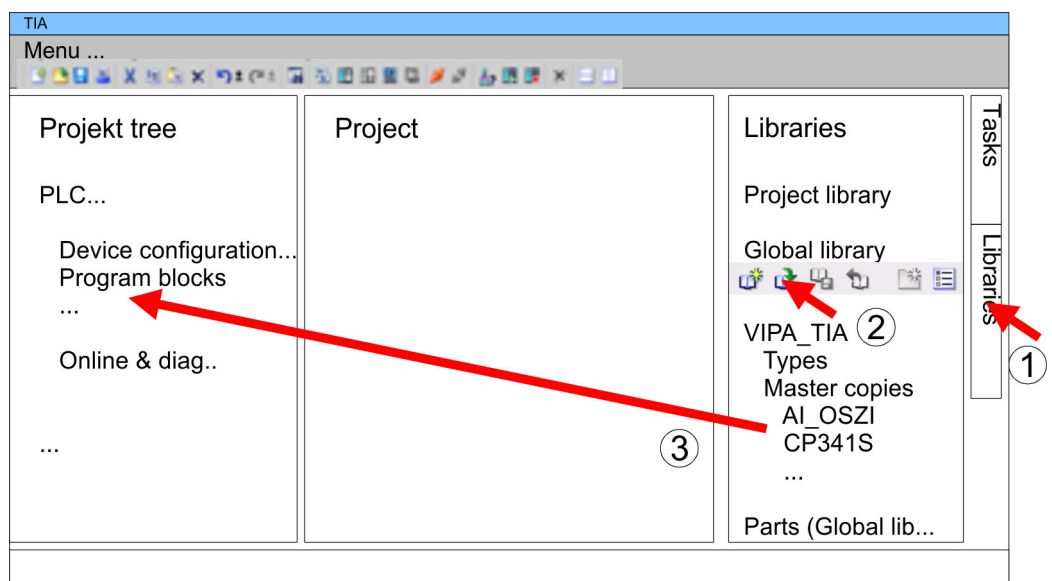 TIA
Menu ...
Projekt tree
PLC...
Device configuration...
Program blocks
...
Online & diag..
...
Project
③
Libraries
Project library
Global library
②
VIPA_TIA
Types
Master copies
AI_OSZI
CP341S
...
Parts (Global lib...
Tasks
Libraries
①